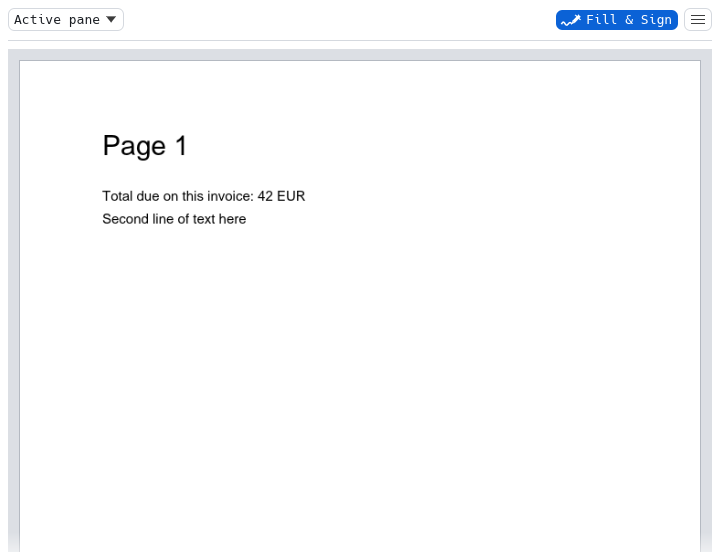 Active pane
Fill & Sign
Page 1
Total due on this invoice: 42 EUR
Second line of text here